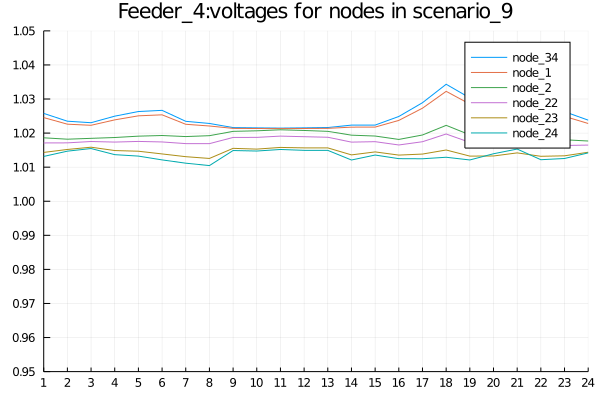 Feeder_4:voltages for nodes in scenario_9
1.05
1.04
1.03
1.02
1.01
1.00
0.99
0.98
0.97
0.96
0.95
node_34
node_1
node_2
node_22
node_23
node_24
1 2 3 4 5 6 7 8 9 10 11 12 13 14 15 16 17 18 19 20 21 22 23 24